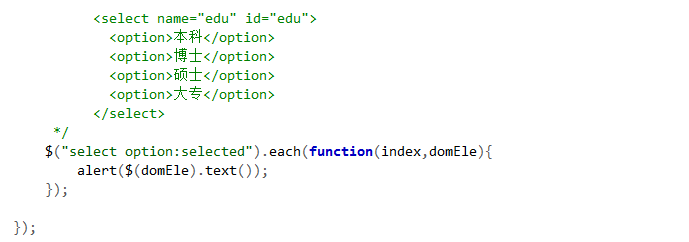 <select name="edu" id="edu">
<option>本科</option>
<option>博士</option>
<option>硕士</option>
<option>大专</option>
</select>
*/
$("select option:selected").each(function(index,domEle){
alert($(domEle).text());
});
});